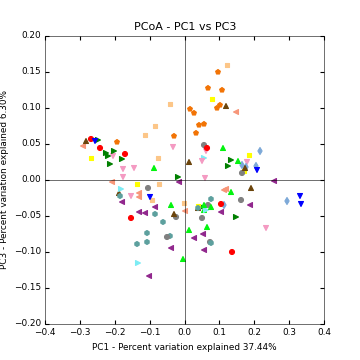 PCoA - PC1 vs PC3
0.20
0.15
0.10
0.05
0.00
−0.05
−0.10
−0.15
−0.20
PC3 - Percent variation explained 6.30%
−0.4 −0.3 −0.2 −0.1 0.0 0.1 0.2 0.3 0.4
PC1 - Percent variation explained 37.44%